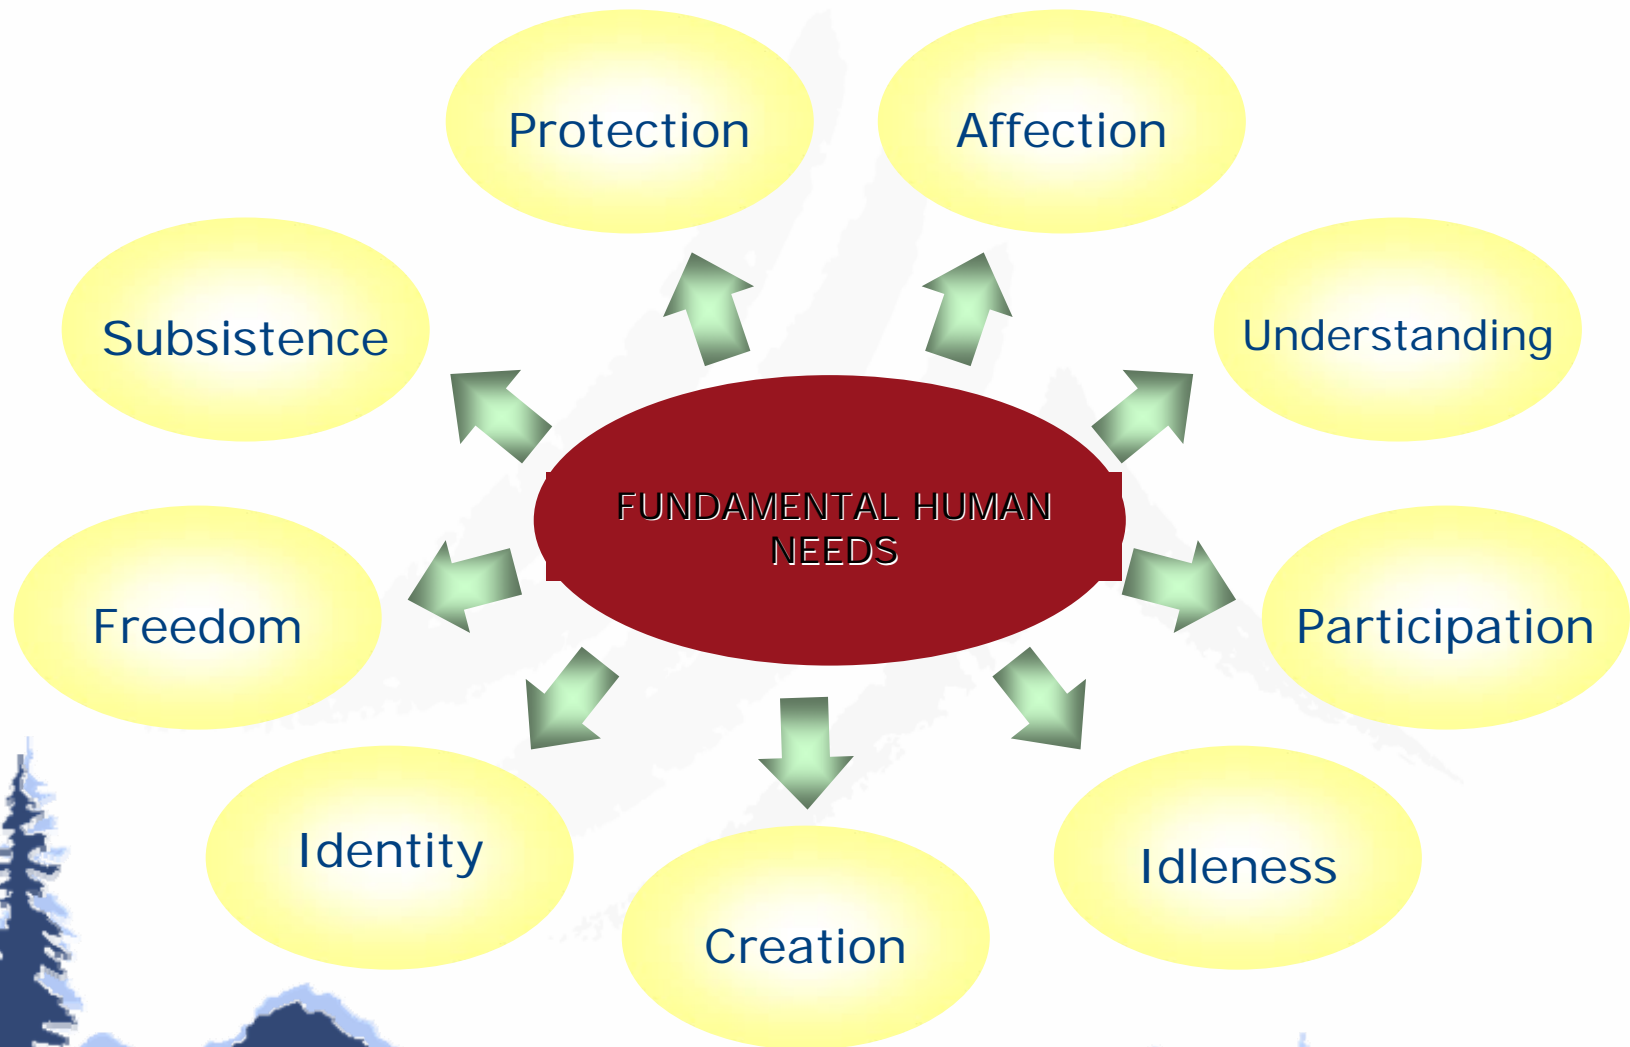 Protection
Affection
Subsistence
Understanding
FUNDAMENTAL HUMAN
NEEDS
Freedom
Participation
Identity
Idleness
Creation